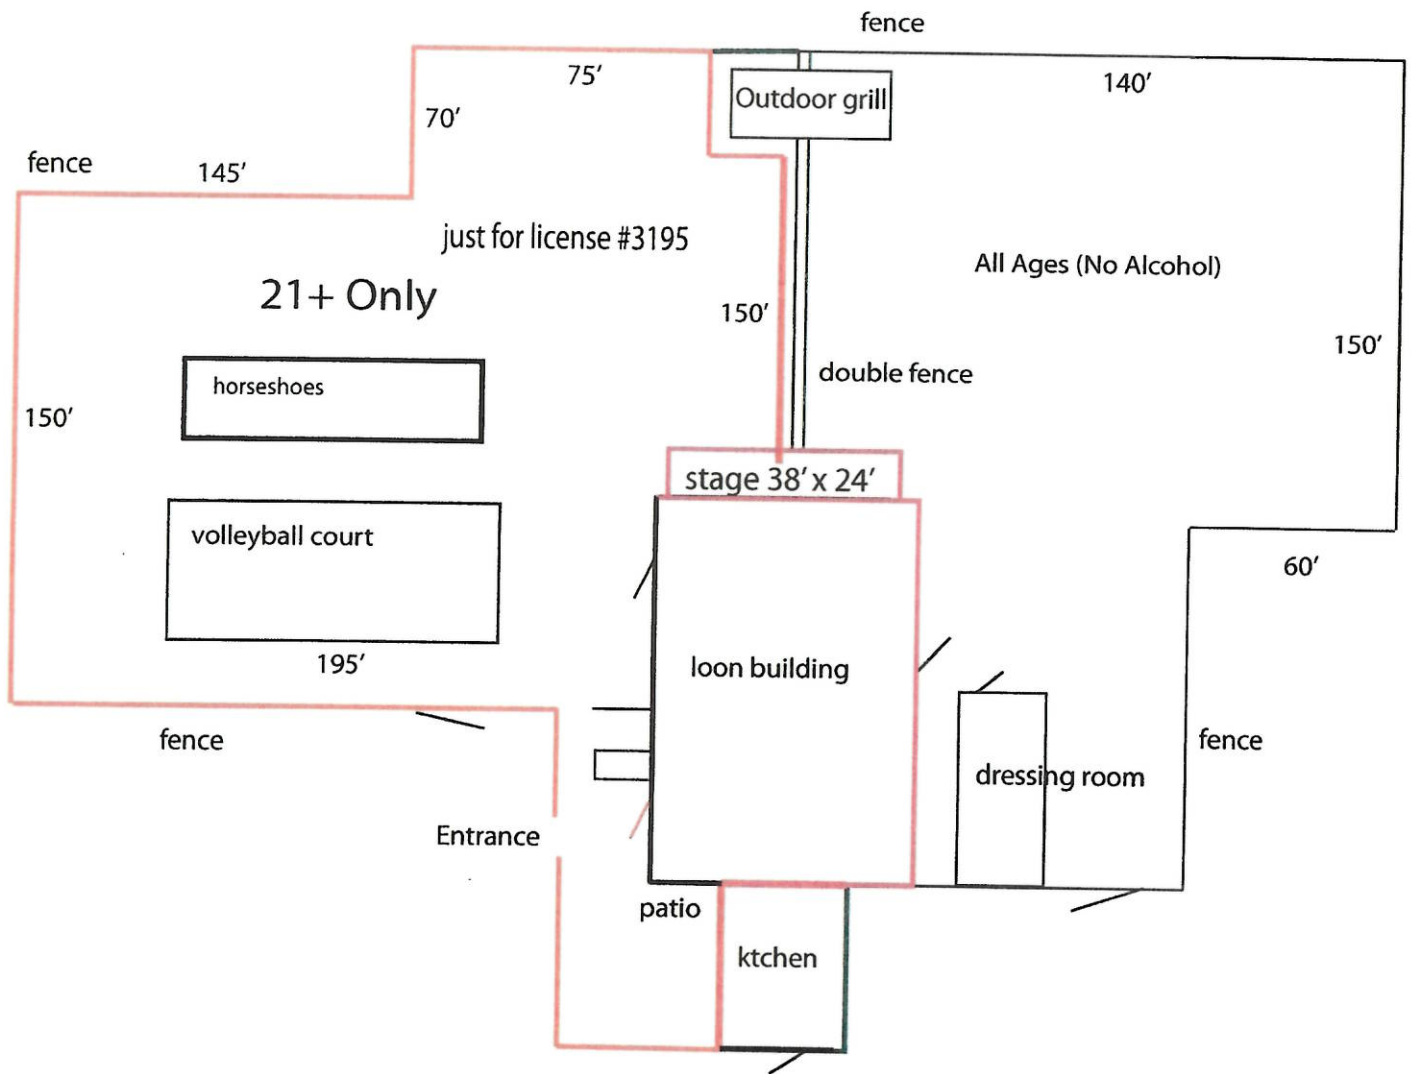 fence
75′
Outdoor grill
140′
70′
fence
145′
just for license #3195
All Ages (No Alcohol)
21+ Only
150′
150′
double fence
horseshoes
150′
stage 38′ x 24′
volleyball court
60′
195′
loon building
fence
fence
dressing room
Entrance
patio
ktchen